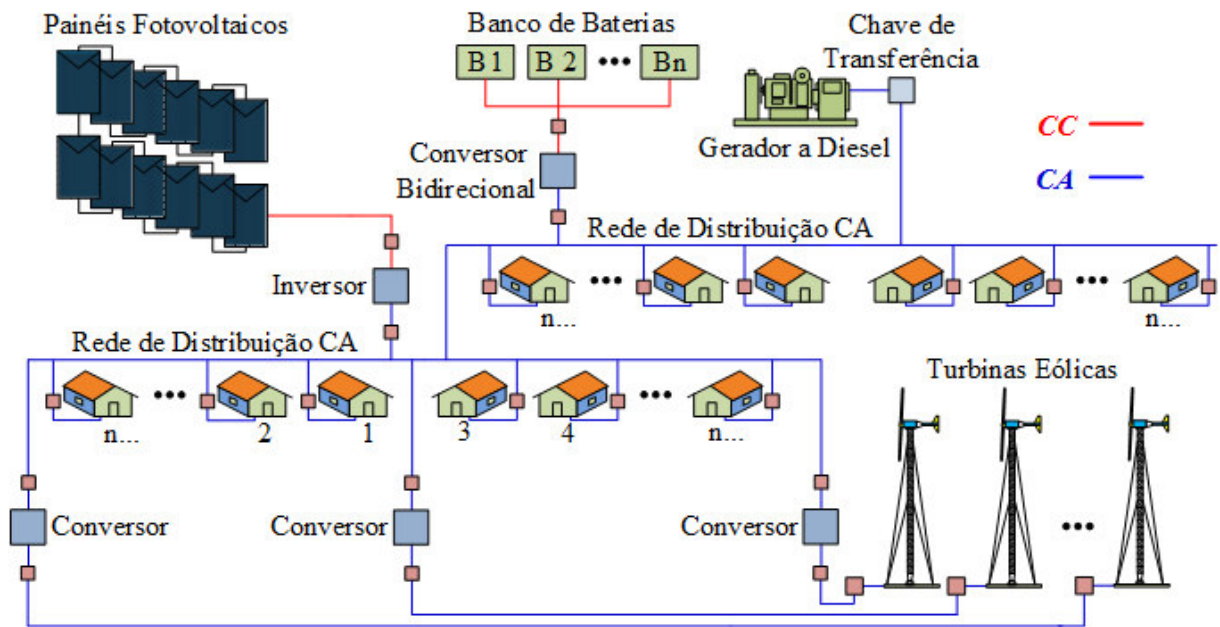 Painéis Fotovoltaicos
Banco de Baterias
B 1
B 2
Bn
Chave de
Transferência
Gerador a Diesel
CC
CA
Conversor
Bidirecional
Rede de Distribuição CA
n...
n...
Inversor
Rede de Distribuição CA
n...
2
1
3
4
n...
Turbinas Eólicas
Conversor
Conversor
Conversor